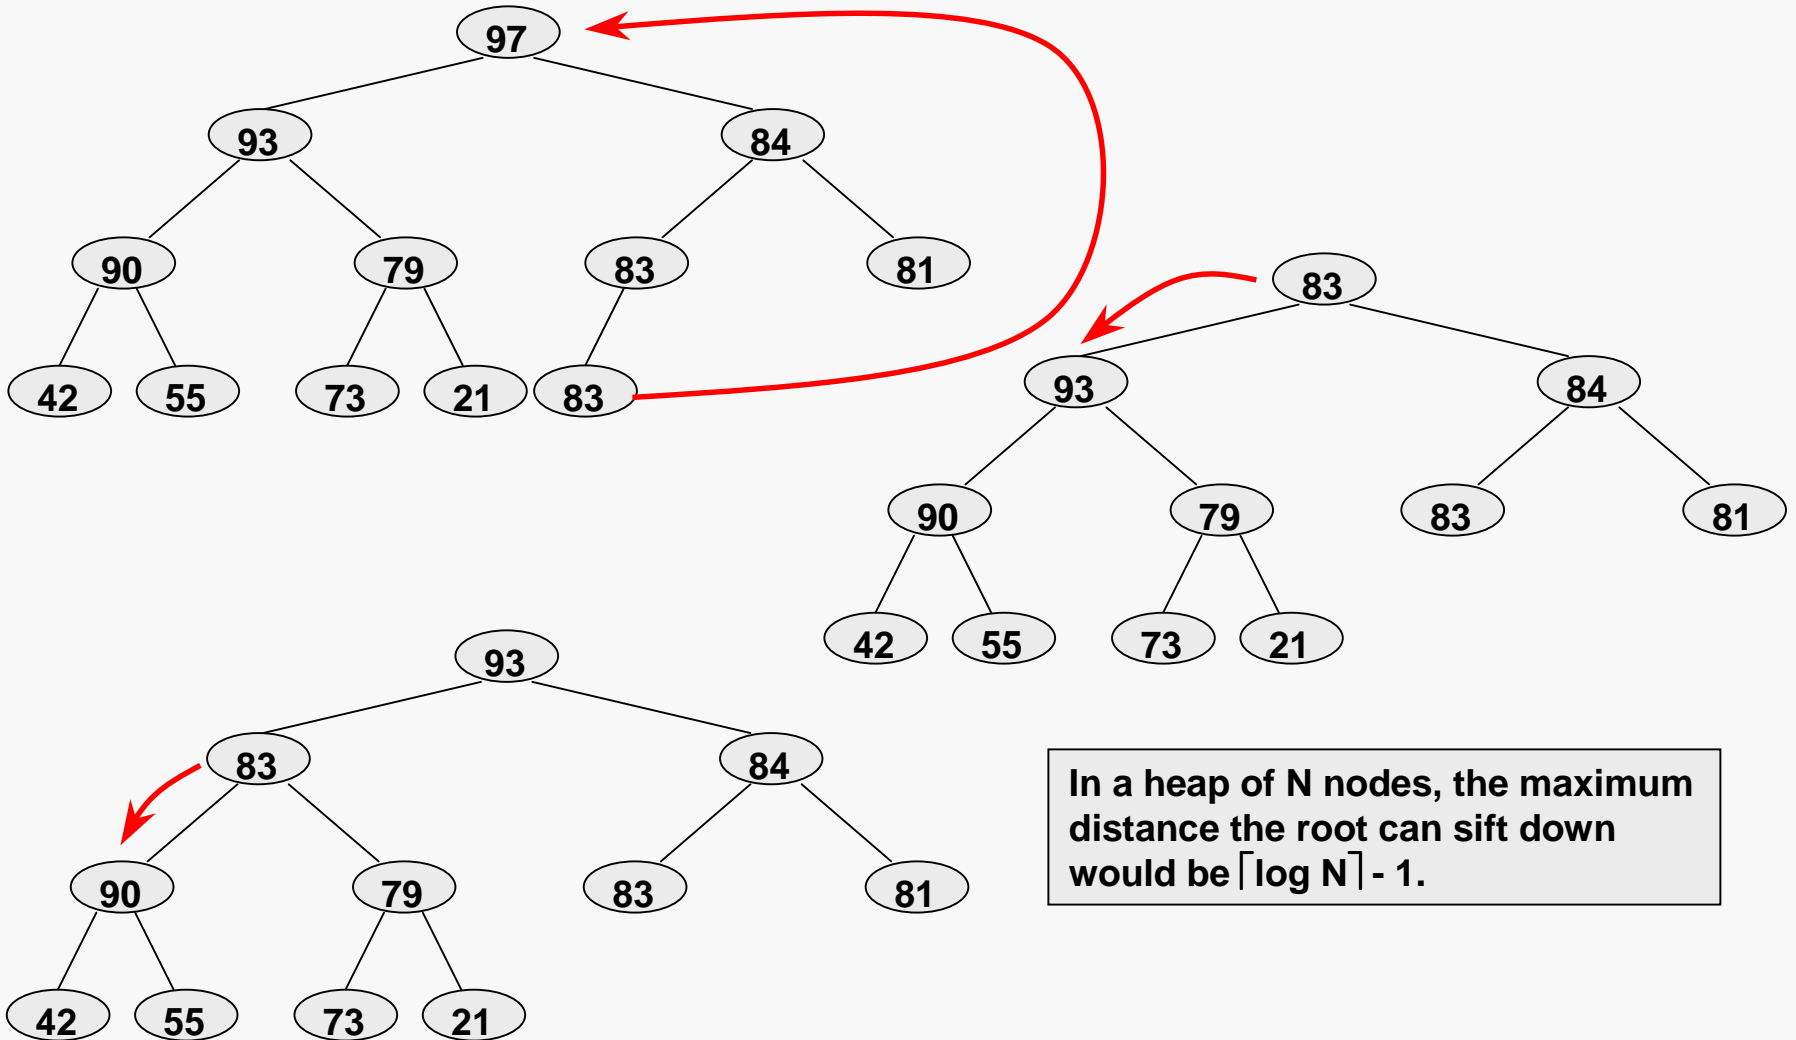 97
93 84
90 79 83 81
42 55 73 21 83
83
93 84
90 79 83 81
42 55 73 21
93
83 84
90 79 83 81
42 55 73 21
In a heap of N nodes, the maximum
distance the root can sift down
would be ⌈log N⌉ - 1.